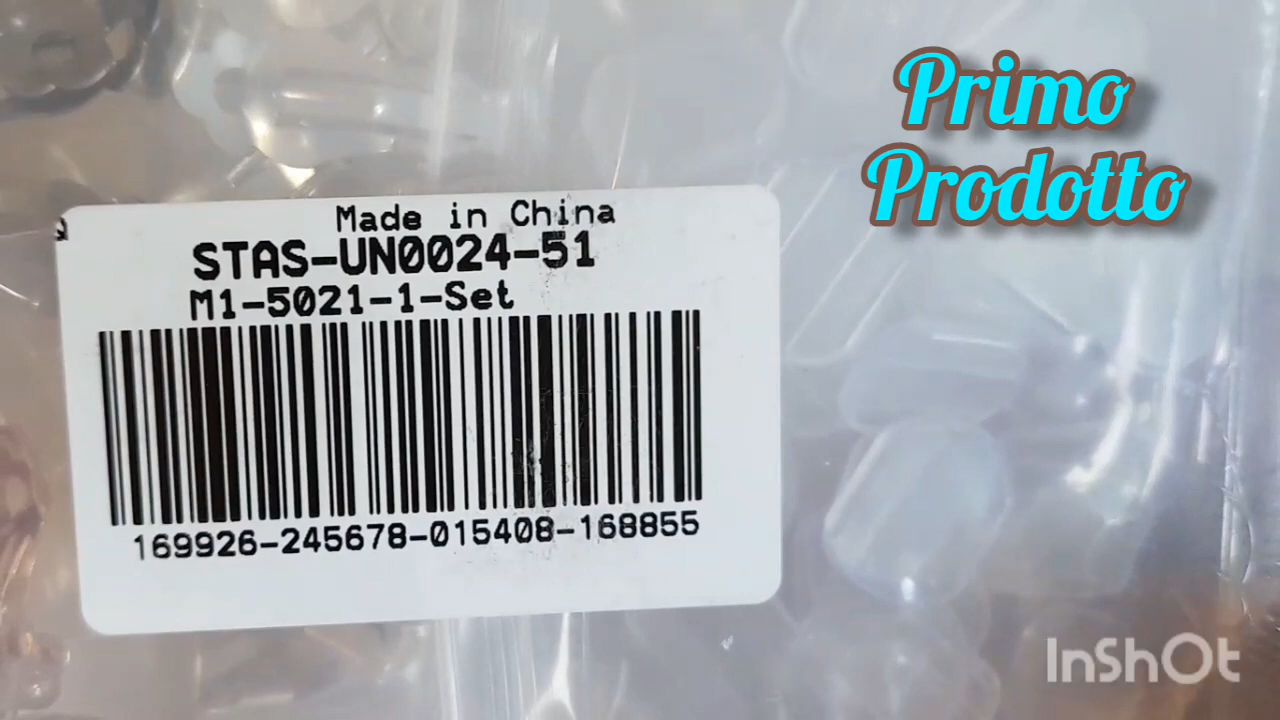 Primo
Prodotto
Made in China
STAS-UN0024-51
M1-5021-1-Set
169926-245678-015408-168855
InShOt